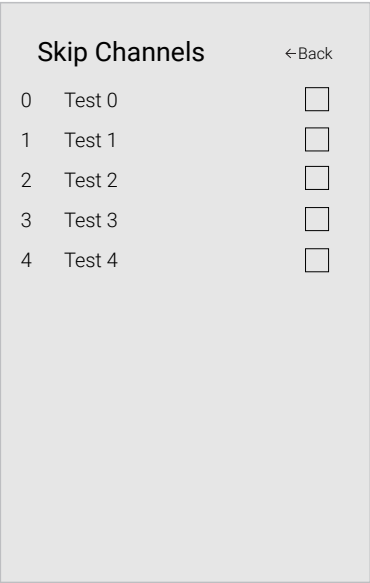 Skip Channels ←Back
0 Test 0
1 Test 1
2 Test 2
3 Test 3
4 Test 4